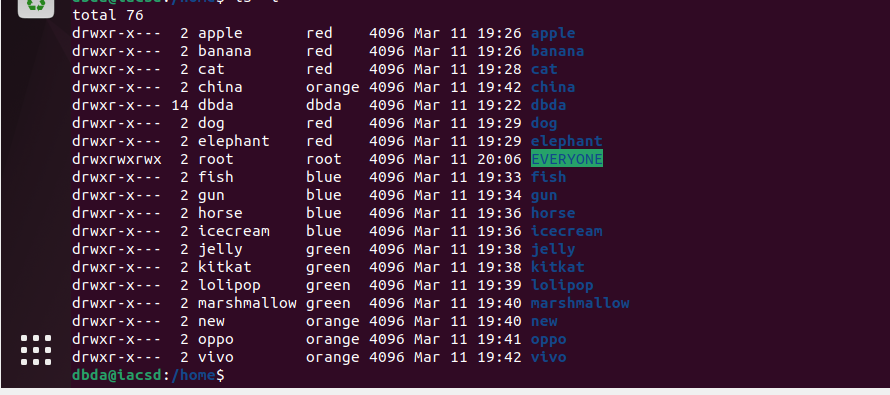 total 76
drwxr-x---  2 apple       red    4096 Mar 11 19:26 apple
drwxr-x---  2 banana      red    4096 Mar 11 19:26 banana
drwxr-x---  2 cat         red    4096 Mar 11 19:28 cat
drwxr-x---  2 china       orange 4096 Mar 11 19:42 china
drwxr-x--- 14 dbda        dbda   4096 Mar 11 19:22 dbda
drwxr-x---  2 dog         red    4096 Mar 11 19:29 dog
drwxr-x---  2 elephant    red    4096 Mar 11 19:29 elephant
drwxrwxrwx  2 root        root   4096 Mar 11 20:06 EVERYONE
drwxr-x---  2 fish        blue   4096 Mar 11 19:33 fish
drwxr-x---  2 gun         blue   4096 Mar 11 19:34 gun
drwxr-x---  2 horse       blue   4096 Mar 11 19:36 horse
drwxr-x---  2 icecream    blue   4096 Mar 11 19:36 icecream
drwxr-x---  2 jelly       green  4096 Mar 11 19:38 jelly
drwxr-x---  2 kitkat      green  4096 Mar 11 19:38 kitkat
drwxr-x---  2 lolipop     green  4096 Mar 11 19:39 lolipop
drwxr-x---  2 marshmallow green  4096 Mar 11 19:40 marshmallow
drwxr-x---  2 new         orange 4096 Mar 11 19:40 new
drwxr-x---  2 oppo        orange 4096 Mar 11 19:41 oppo
drwxr-x---  2 vivo        orange 4096 Mar 11 19:42 vivo
dbda@iacsd:/home$